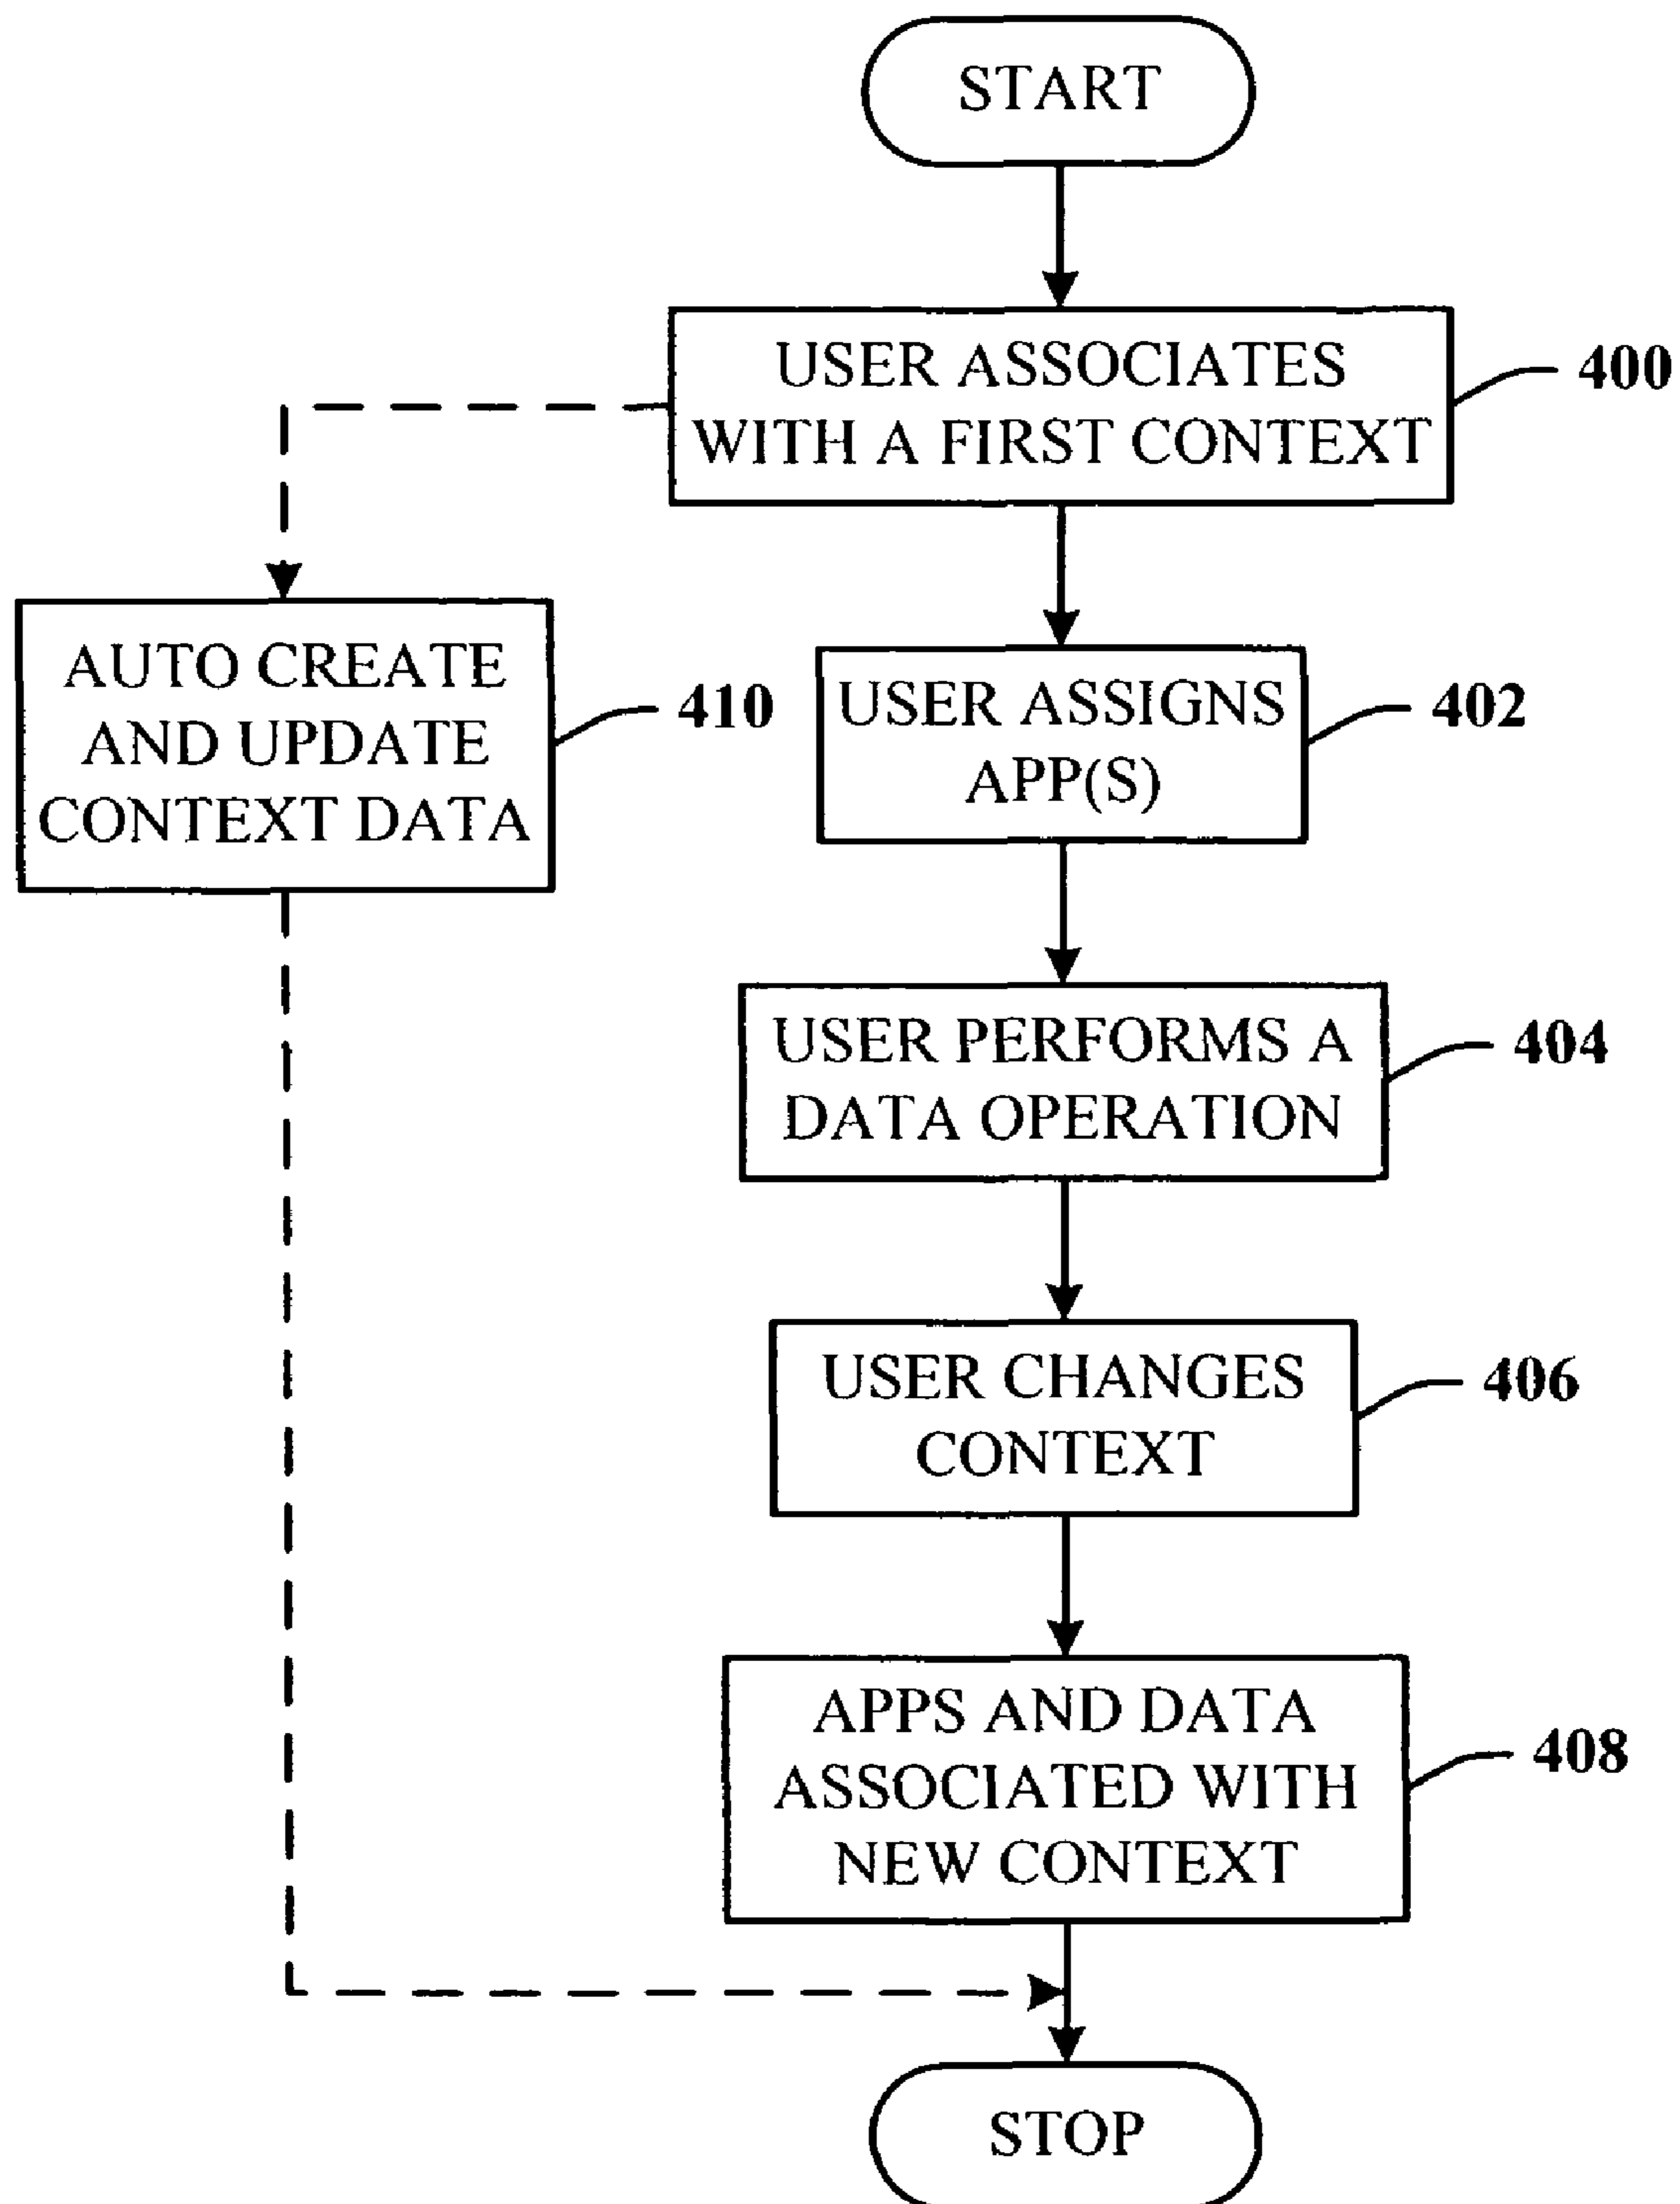 START
USER ASSOCIATES
WITH A FIRST CONTEXT
400
AUTO CREATE
AND UPDATE
CONTEXT DATA
410
USER ASSIGNS
APP(S)
402
USER PERFORMS A
DATA OPERATION
404
USER CHANGES
CONTEXT
406
APPS AND DATA
ASSOCIATED WITH
NEW CONTEXT
408
STOP